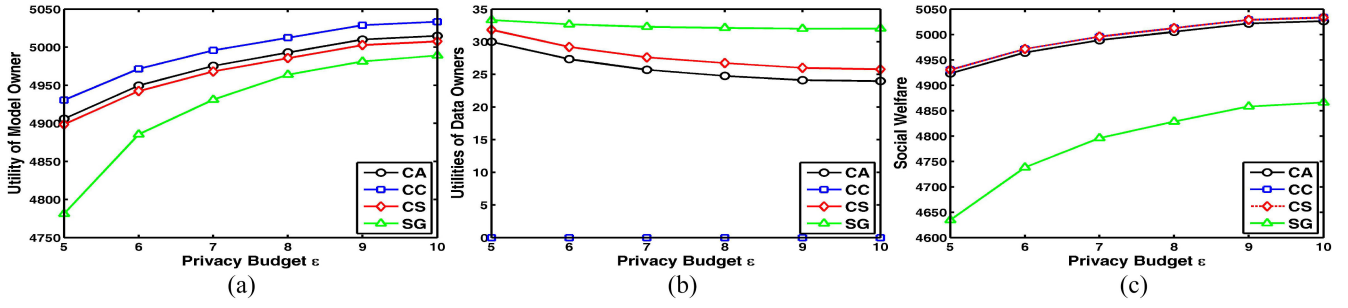 Utility of Model Owner
5050
5000
4950
4900
4850
4800
4750
5 6 7 8 9 10
Privacy Budget ε
CA
CC
CS
SG
(a)
Utilities of Data Owners
35
30
25
20
15
10
5
0
5 6 7 8 9 10
Privacy Budget ε
CA
CC
CS
SG
(b)
Social Welfare
5050
5000
4950
4900
4850
4800
4750
4700
4650
4600
5 6 7 8 9 10
Privacy Budget ε
CA
CC
CS
SG
(c)